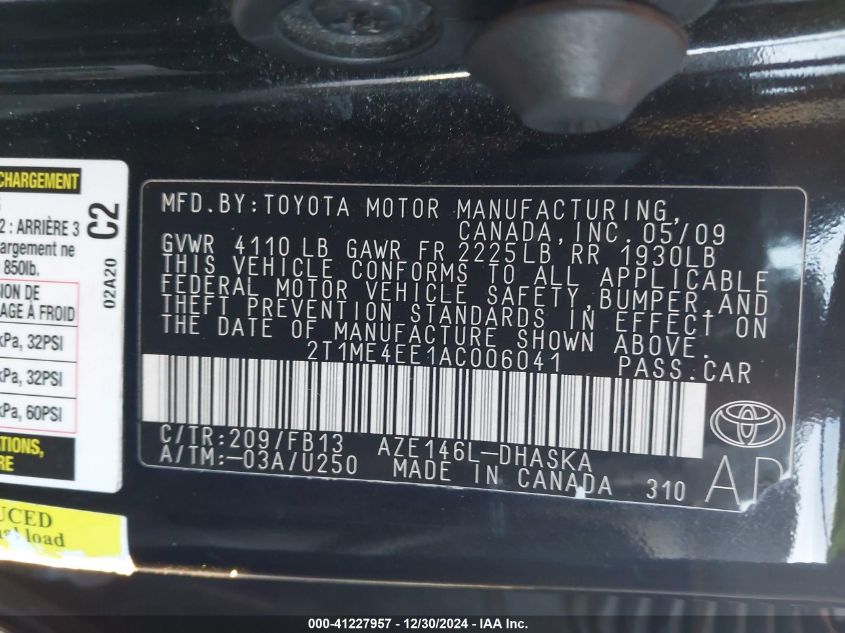 CHARGEMENT
2 : ARRIÈRE 3
chargement ne
850lb.
C2
02A20
SION DE
AGE À FROID
kPa, 32PSI
kPa, 32PSI
kPa, 60PSI
TIONS,
RE
UCED
load
MFD.BY:TOYOTA MOTOR MANUFACTURING,
CANADA, INC. 05/09
GVWR 4110 LB GAWR FR 2225LB RR 1930LB
THIS VEHICLE CONFORMS TO ALL APPLICABLE
FEDERAL MOTOR VEHICLE SAFETY,BUMPER,AND
THEFT PREVENTION STANDARDS IN EFFECT ON
THE DATE OF MANUFACTURE SHOWN ABOVE.
2T1ME4EE1AC006041 PASS.CAR
C/TR:209/FB13 AZE146L-DHASKA
A/TM:-03A/U250 MADE IN CANADA 310
000-41227957 - 12/30/2024 - IAAI Inc.